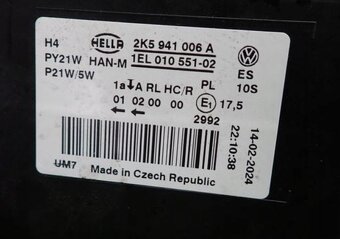 H4 HELLA 2K5 941 006 A
PY21W HAN-M 1EL 010 551-02 ES
P21W/5W PL 10S
1a A RL HC/R E1 17,5
01 02 00 00
2992
14-02-2024
22:10:38
UM7 Made in Czech Republic